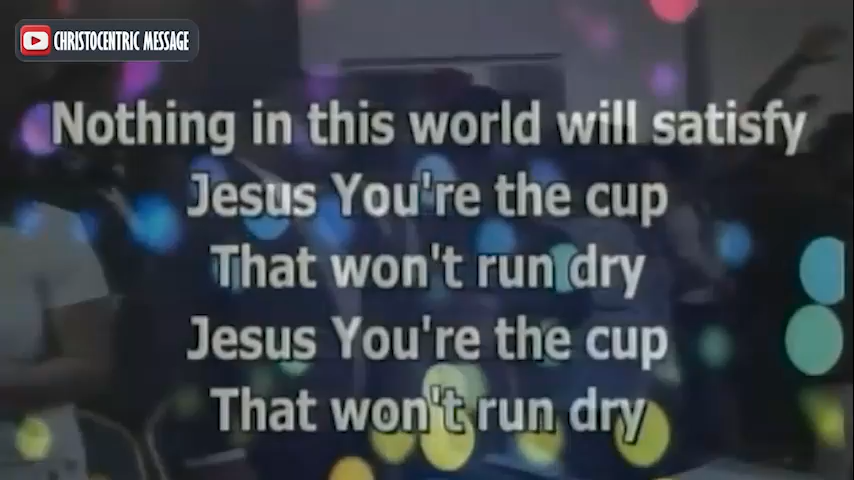 CHRISTOCENTRIC MESSAGE
Nothing in this world will satisfy
Jesus You're the cup
That won't run dry
Jesus You're the cup
That won't run dry